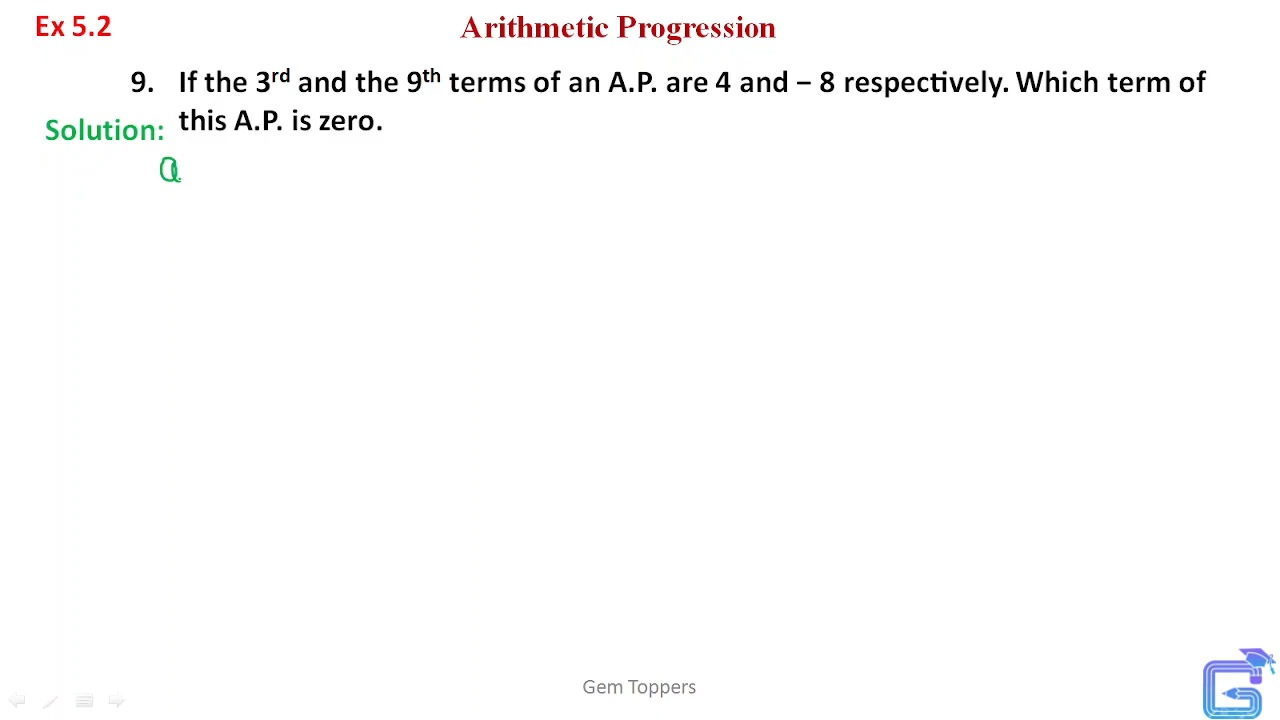 Ex 5.2
Arithmetic Progression
9. If the 3rd and the 9th terms of an A.P. are 4 and – 8 respectively. Which term of
this A.P. is zero.
Solution:
a
Gem Toppers